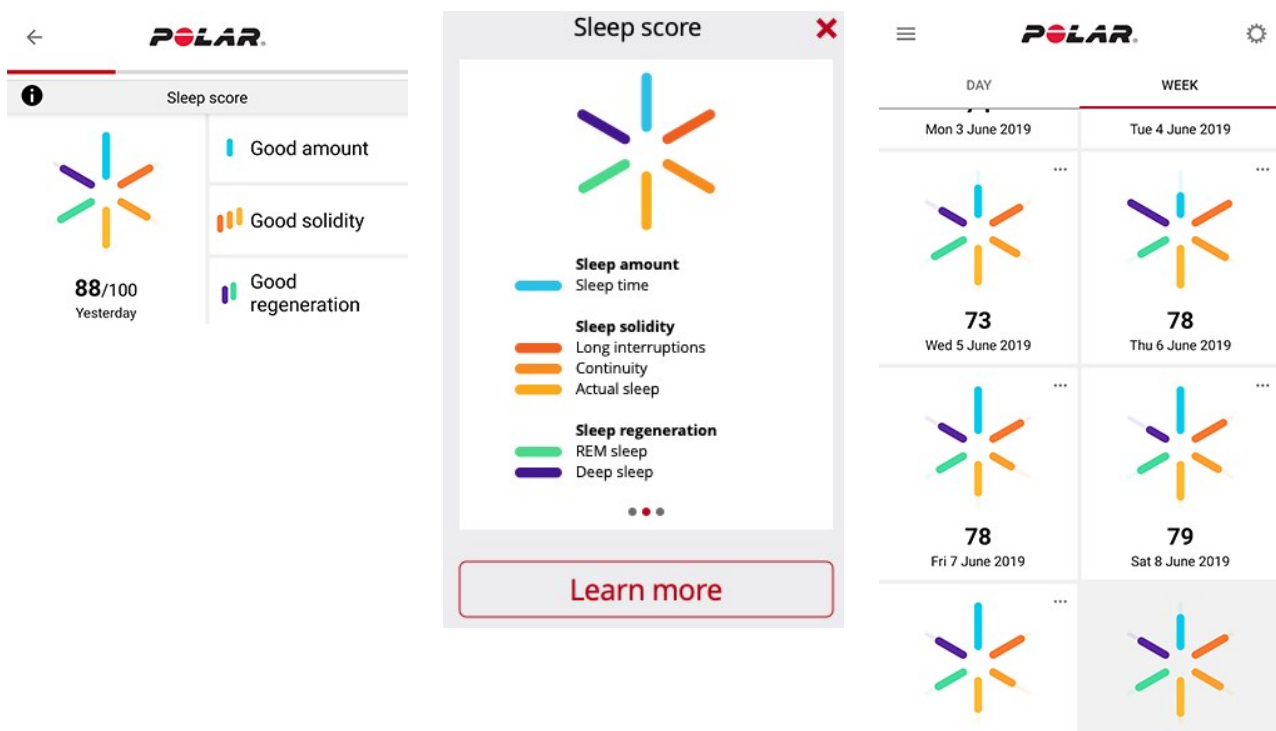 POLAR.
Sleep score
Good amount
Good solidity
Good
regeneration
88/100
Yesterday
Sleep score
Sleep amount
Sleep time
Sleep solidity
Long interruptions
Continuity
Actual sleep
Sleep regeneration
REM sleep
Deep sleep
Learn more
POLAR.
DAY WEEK
Mon 3 June 2019 Tue 4 June 2019
73 78
Wed 5 June 2019 Thu 6 June 2019
78 79
Fri 7 June 2019 Sat 8 June 2019